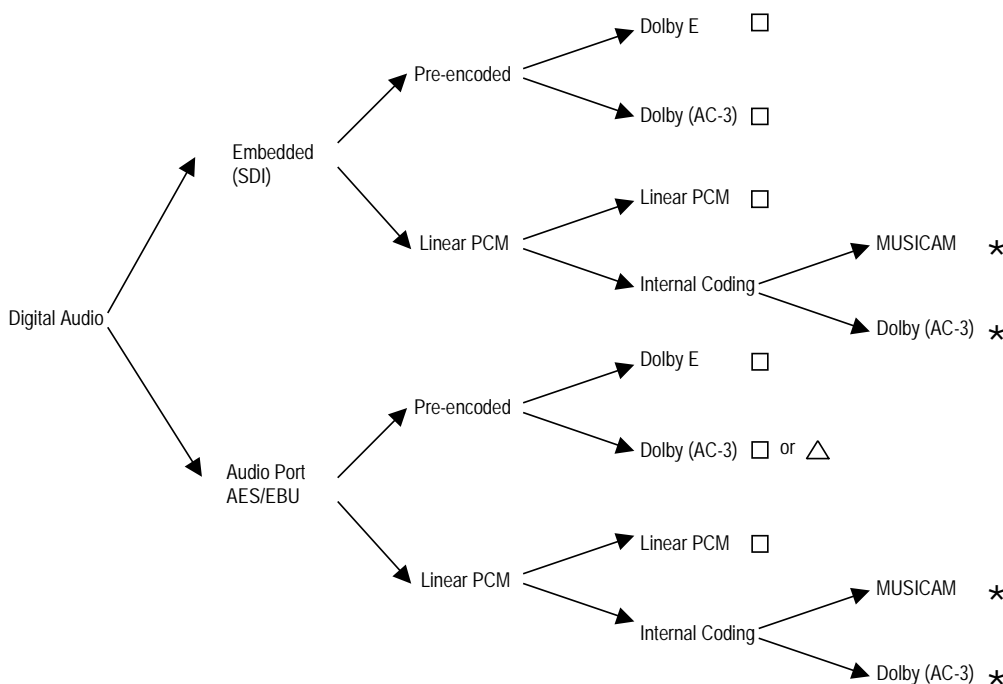 Dolby E
Pre-encoded
Dolby (AC-3)
Embedded
(SDI)
Linear PCM
Linear PCM
MUSICAM *
Internal Coding
Dolby (AC-3) *
Digital Audio
Dolby E
Pre-encoded
Dolby (AC-3) or
Audio Port
AES/EBU
Linear PCM
Linear PCM
MUSICAM *
Internal Coding
Dolby (AC-3) *